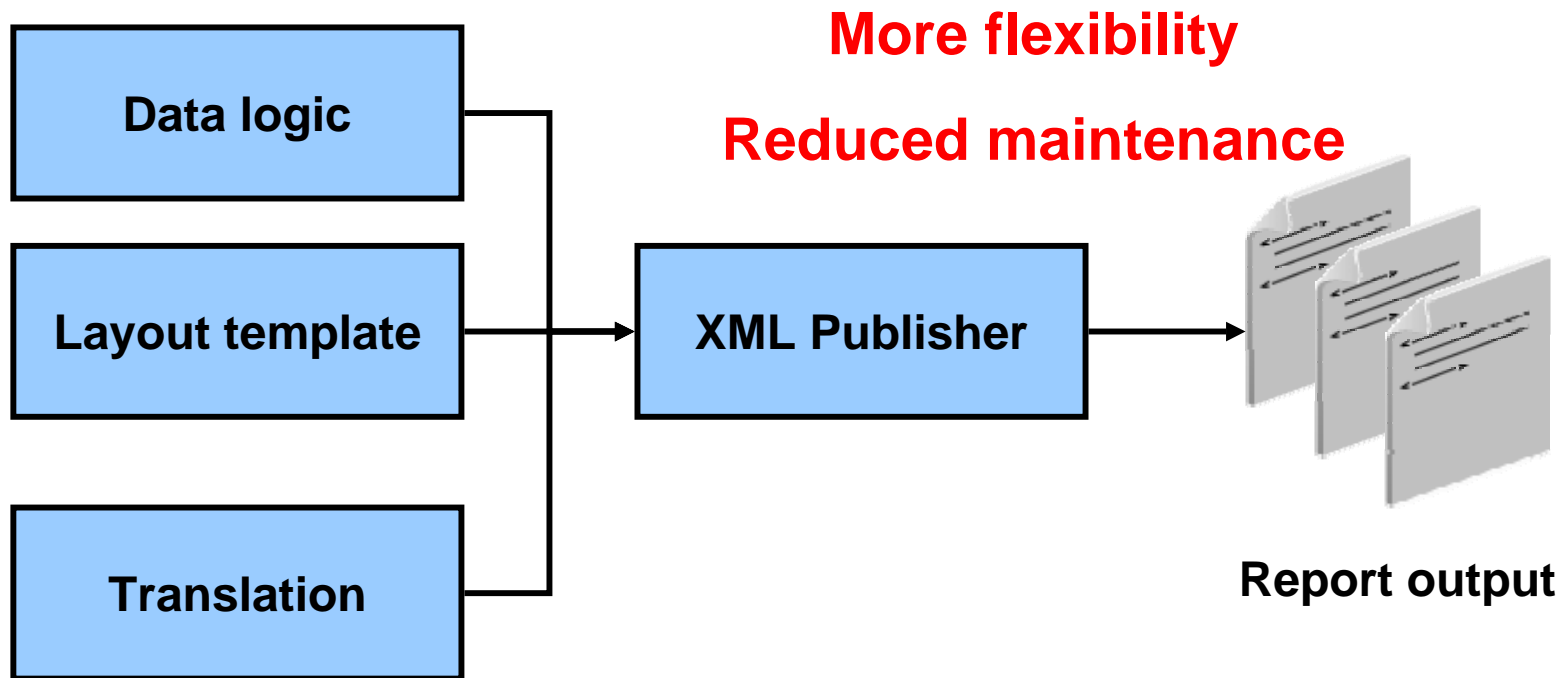 More flexibility
Data logic
Reduced maintenance
Layout template
XML Publisher
Translation
Report output